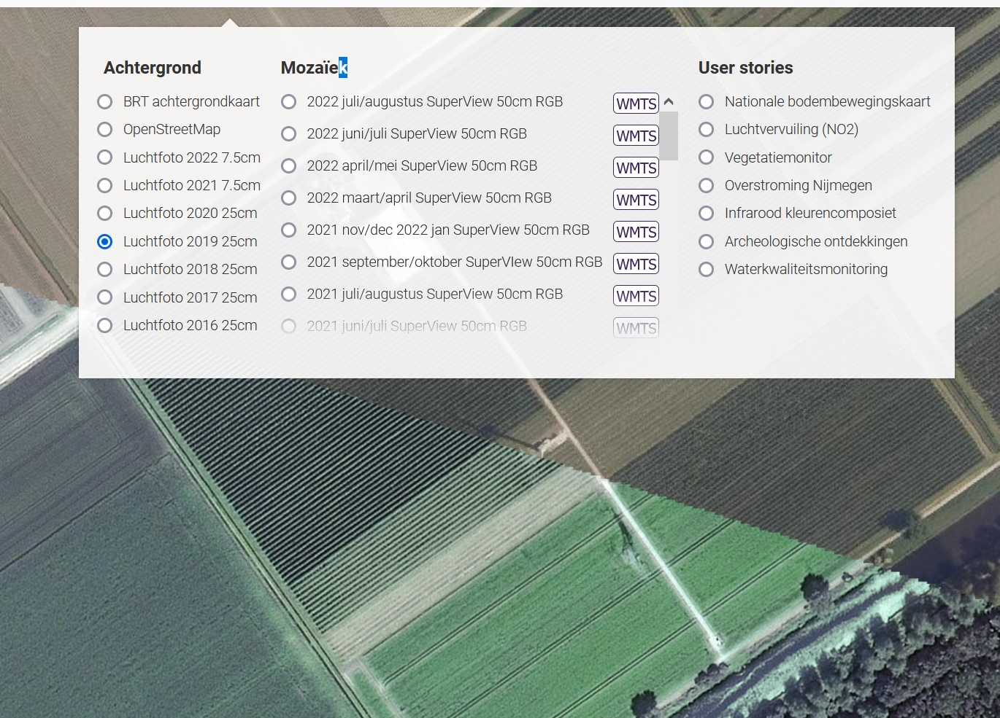 Achtergrond
BRT achtergrondkaart
OpenStreetMap
Luchtfoto 2022 7.5cm
Luchtfoto 2021 7.5cm
Luchtfoto 2020 25cm
Luchtfoto 2019 25cm
Luchtfoto 2018 25cm
Luchtfoto 2017 25cm
Luchtfoto 2016 25cm
Mozaïek
2022 juli/augustus SuperView 50cm RGB WMTS
2022 juni/juli SuperView 50cm RGB WMTS
2022 april/mei SuperView 50cm RGB WMTS
2022 maart/april SuperView 50cm RGB WMTS
2021 nov/dec 2022 jan SuperView 50cm RGB WMTS
2021 september/oktober SuperVIew 50cm RGB WMTS
2021 juli/augustus SuperView 50cm RGB WMTS
2021 juni/juli SuperView 50cm RGB WMTS
User stories
Nationale bodembewegingskaart
Luchtvervuiling (NO2)
Vegetatiemonitor
Overstroming Nijmegen
Infrarood kleurencomposiet
Archeologische ontdekkingen
Waterkwaliteitsmonitoring